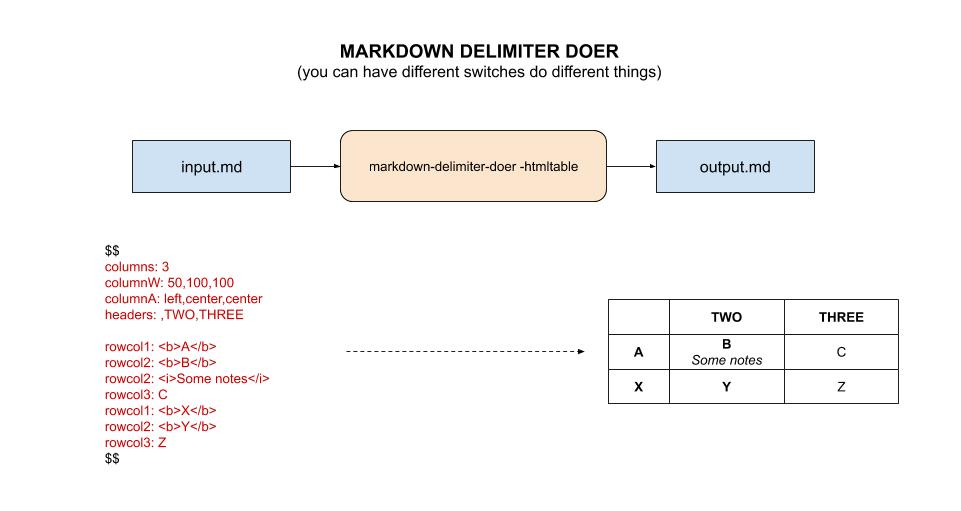 MARKDOWN DELIMITER DOER
(you can have different switches do different things)
input.md
markdown-delimiter-doer -htmltable
output.md
$$
columns: 3
columnW: 50,100,100
columnA: left,center,center
headers: ,TWO,THREE
rowcol1: <b>A</b>
rowcol2: <b>B</b>
rowcol2: <i>Some notes</i>
rowcol3: C
rowcol1: <b>X</b>
rowcol2: <b>Y</b>
rowcol3: Z
$$
TWO THREE
A B C
Some notes
X Y Z